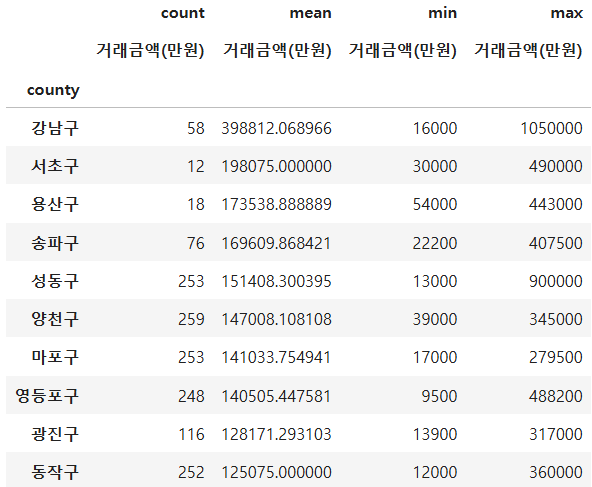 count mean min max
거래금액(만원) 거래금액(만원) 거래금액(만원) 거래금액(만원)
county
강남구 58 398812.068966 16000 1050000
서초구 12 198075.000000 30000 490000
용산구 18 173538.888889 54000 443000
송파구 76 169609.868421 22200 407500
성동구 253 151408.300395 13000 900000
양천구 259 147008.108108 39000 345000
마포구 253 141033.754941 17000 279500
영등포구 248 140505.447581 9500 488200
광진구 116 128171.293103 13900 317000
동작구 252 125075.000000 12000 360000